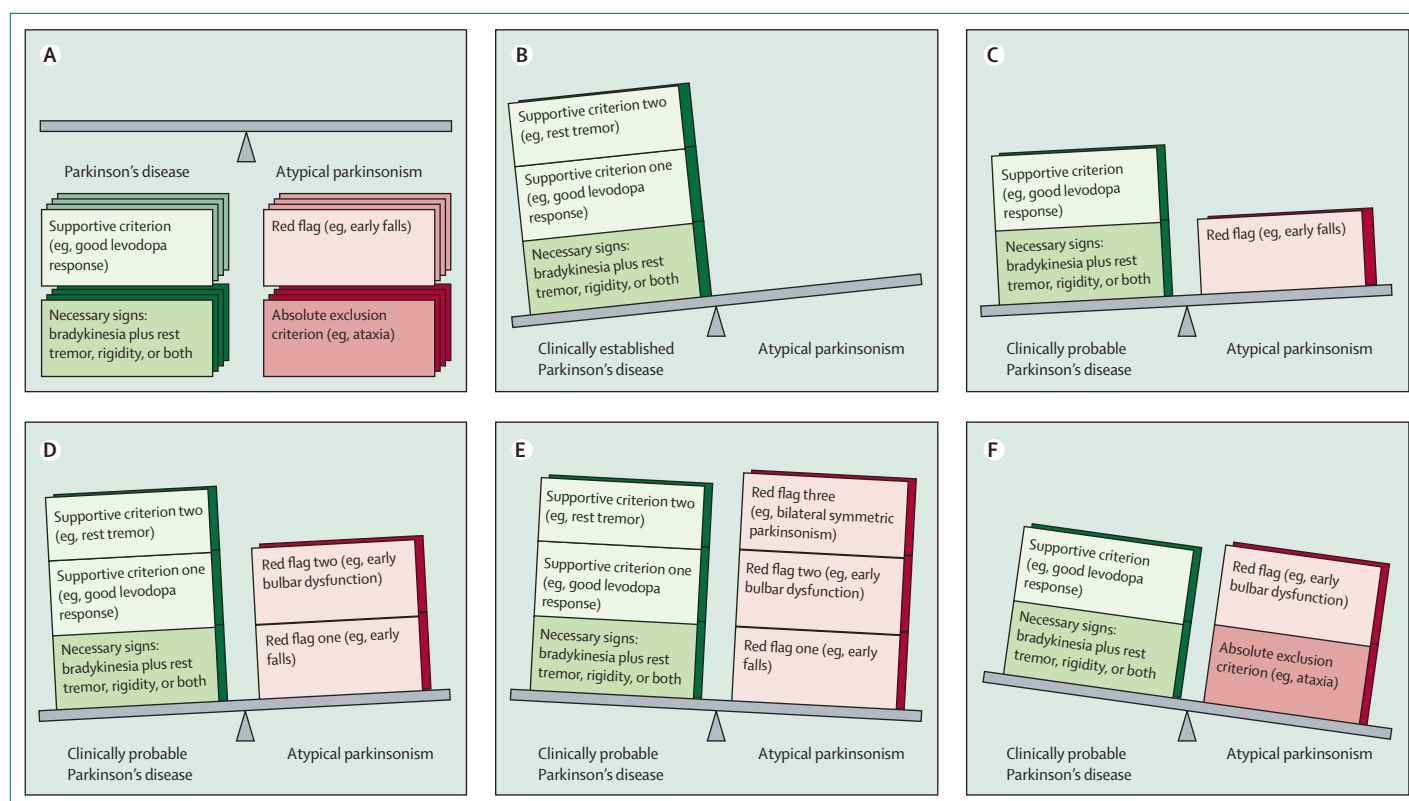 A
Parkinson's disease
Atypical parkinsonism
Supportive criterion
(eg, good levodopa
response)
Red flag (eg, early falls)
Necessary signs:
bradykinesia plus rest
tremor, rigidity, or both
Absolute exclusion
criterion (eg, ataxia)
B
Supportive criterion two
(eg, rest tremor)
Supportive criterion one
(eg, good levodopa
response)
Necessary signs:
bradykinesia plus rest
tremor, rigidity, or both
Clinically established
Parkinson's disease
Atypical parkinsonism
C
Supportive criterion
(eg, good levodopa
response)
Necessary signs:
bradykinesia plus rest
tremor, rigidity, or both
Red flag (eg, early falls)
Clinically probable
Parkinson's disease
Atypical parkinsonism
D
Supportive criterion two
(eg, rest tremor)
Supportive criterion one
(eg, good levodopa
response)
Necessary signs:
bradykinesia plus rest
tremor, rigidity, or both
Red flag two (eg, early
bulbar dysfunction)
Red flag one (eg, early
falls)
Clinically probable
Parkinson's disease
Atypical parkinsonism
E
Supportive criterion two
(eg, rest tremor)
Supportive criterion one
(eg, good levodopa
response)
Necessary signs:
bradykinesia plus rest
tremor, rigidity, or both
Red flag three
(eg, bilateral symmetric
parkinsonism)
Red flag two (eg, early
bulbar dysfunction)
Red flag one (eg, early
falls)
Clinically probable
Parkinson's disease
Atypical parkinsonism
F
Supportive criterion
(eg, good levodopa
response)
Necessary signs:
bradykinesia plus rest
tremor, rigidity, or both
Red flag (eg, early
bulbar dysfunction)
Absolute exclusion
criterion (eg, ataxia)
Clinically probable
Parkinson's disease
Atypical parkinsonism